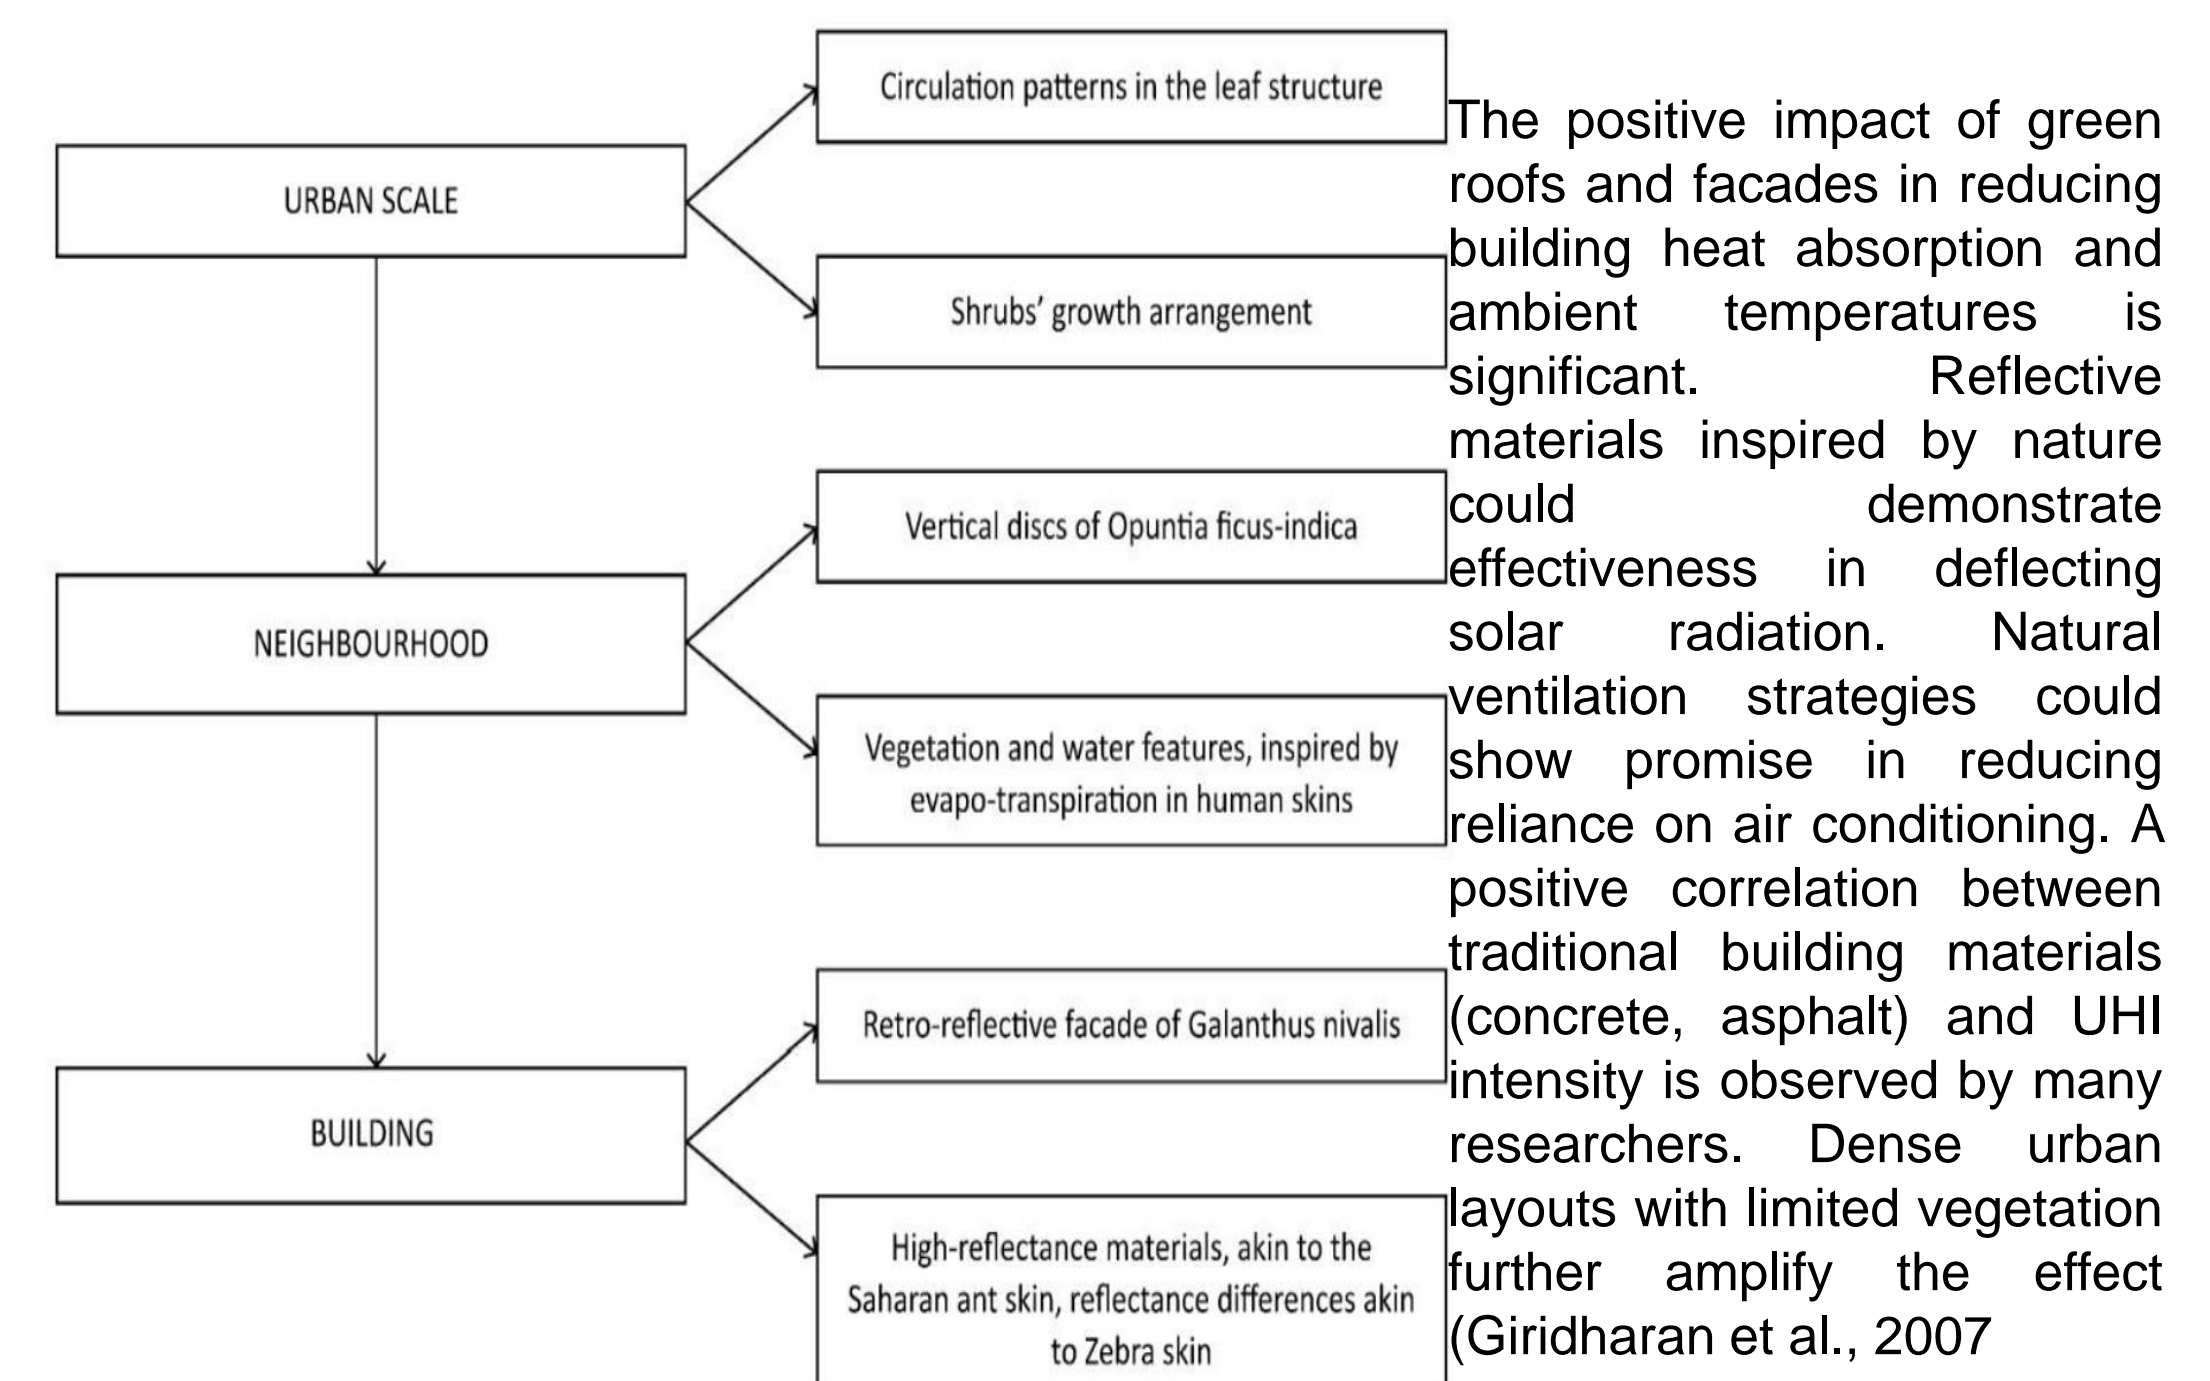 URBAN SCALE
Circulation patterns in the leaf structure
Shrubs’ growth arrangement
NEIGHBOURHOOD
Vertical discs of Opuntia ficus-indica
Vegetation and water features, inspired by
evapo-transpiration in human skins
BUILDING
Retro-reflective facade of Galanthus nivalis
High-reflectance materials, akin to the
Saharan ant skin, reflectance differences akin
to Zebra skin
The positive impact of green
roofs and facades in reducing
building heat absorption and
ambient temperatures is
significant. Reflective
materials inspired by nature
could demonstrate
effectiveness in deflecting
solar radiation. Natural
ventilation strategies could
show promise in reducing
reliance on air conditioning. A
positive correlation between
traditional building materials
(concrete, asphalt) and UHI
intensity is observed by many
researchers. Dense urban
layouts with limited vegetation
further amplify the effect
(Giridharan et al., 2007